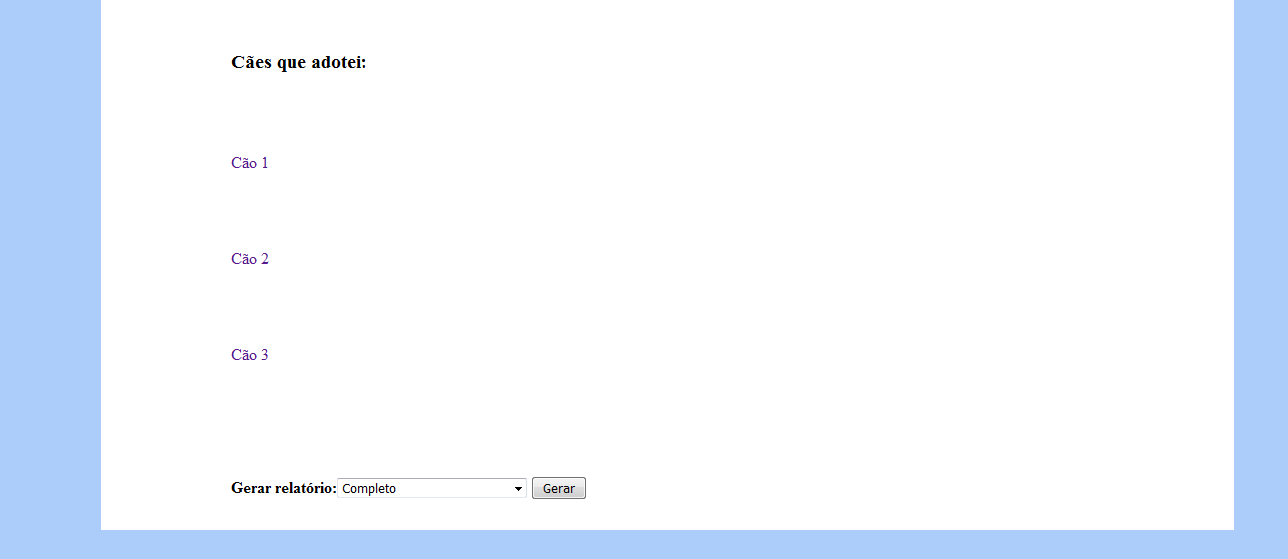 Cães que adotei:
Cão 1
Cão 2
Cão 3
Gerar relatório: Completo Gerar